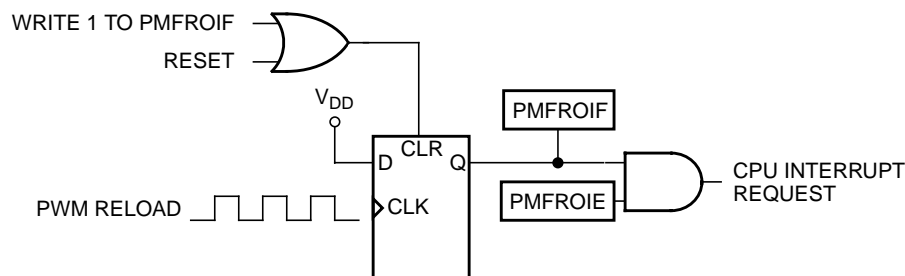 WRITE 1 TO PMFROIF
RESET
VDD
CLR
D
Q
PMFROIF
PWM RELOAD
CLK
PMFROIE
CPU INTERRUPT
REQUEST